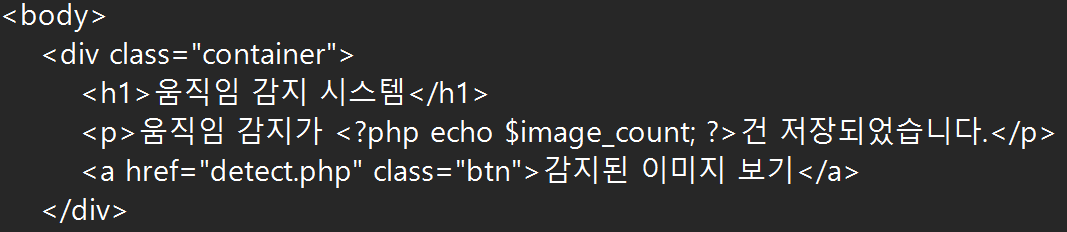 <body>
<div class="container">
<h1>움직임 감지 시스템</h1>
<p>움직임 감지가 <?php echo $image_count; ?>건 저장되었습니다.</p>
<a href="detect.php" class="btn">감지된 이미지 보기</a>
</div>